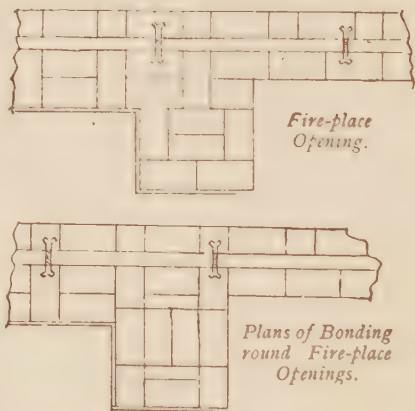 Fire-place
Opening.
Plans of Bonding
round Fire-place
Openings.